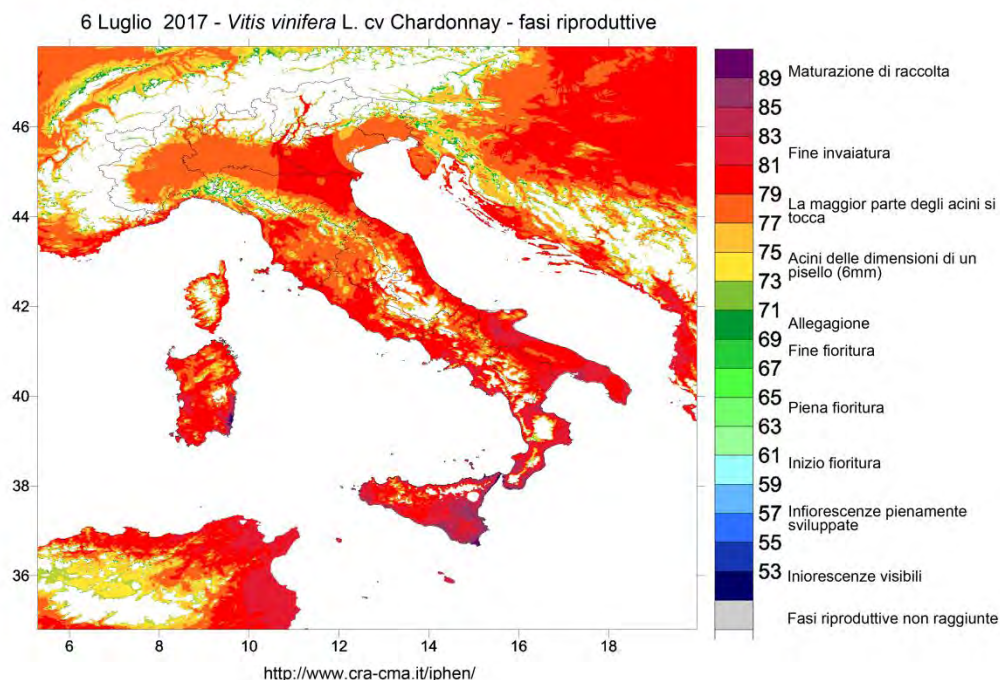 6 Luglio 2017 - Vitis vinifera L. cv Chardonnay - fasi riproduttive
46
44
42
40
38
36
6
8
10
12
14
16
18
89
85
83
81
79
77
75
73
71
69
67
65
63
61
59
57
55
53
Maturazione di raccolta
Fine invaiatura
La maggior parte degli acini si
tocca
Acini delle dimensioni di un
pisello (6mm)
Allegagione
Fine fioritura
Piena fioritura
Inizio fioritura
Infiorescenze pienamente
sviluppate
Iniorescenze visibili
Fasi riproduttive non raggiunte
http://www.cra-cma.it/iphen/